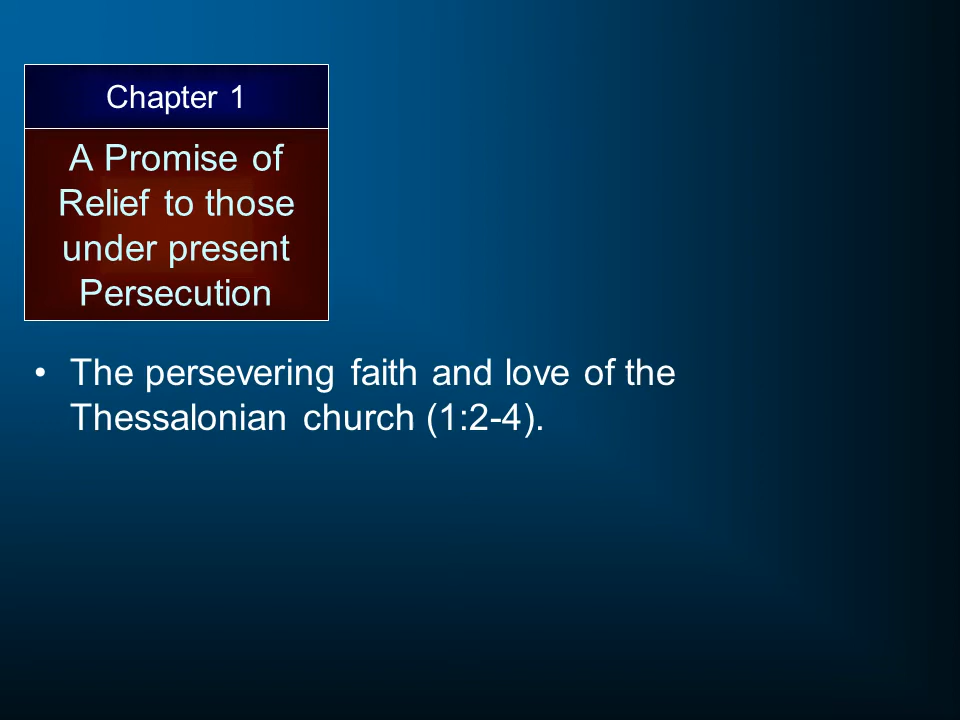 Chapter 1
A Promise of
Relief to those
under present
Persecution
• The persevering faith and love of the
Thessalonian church (1:2-4).